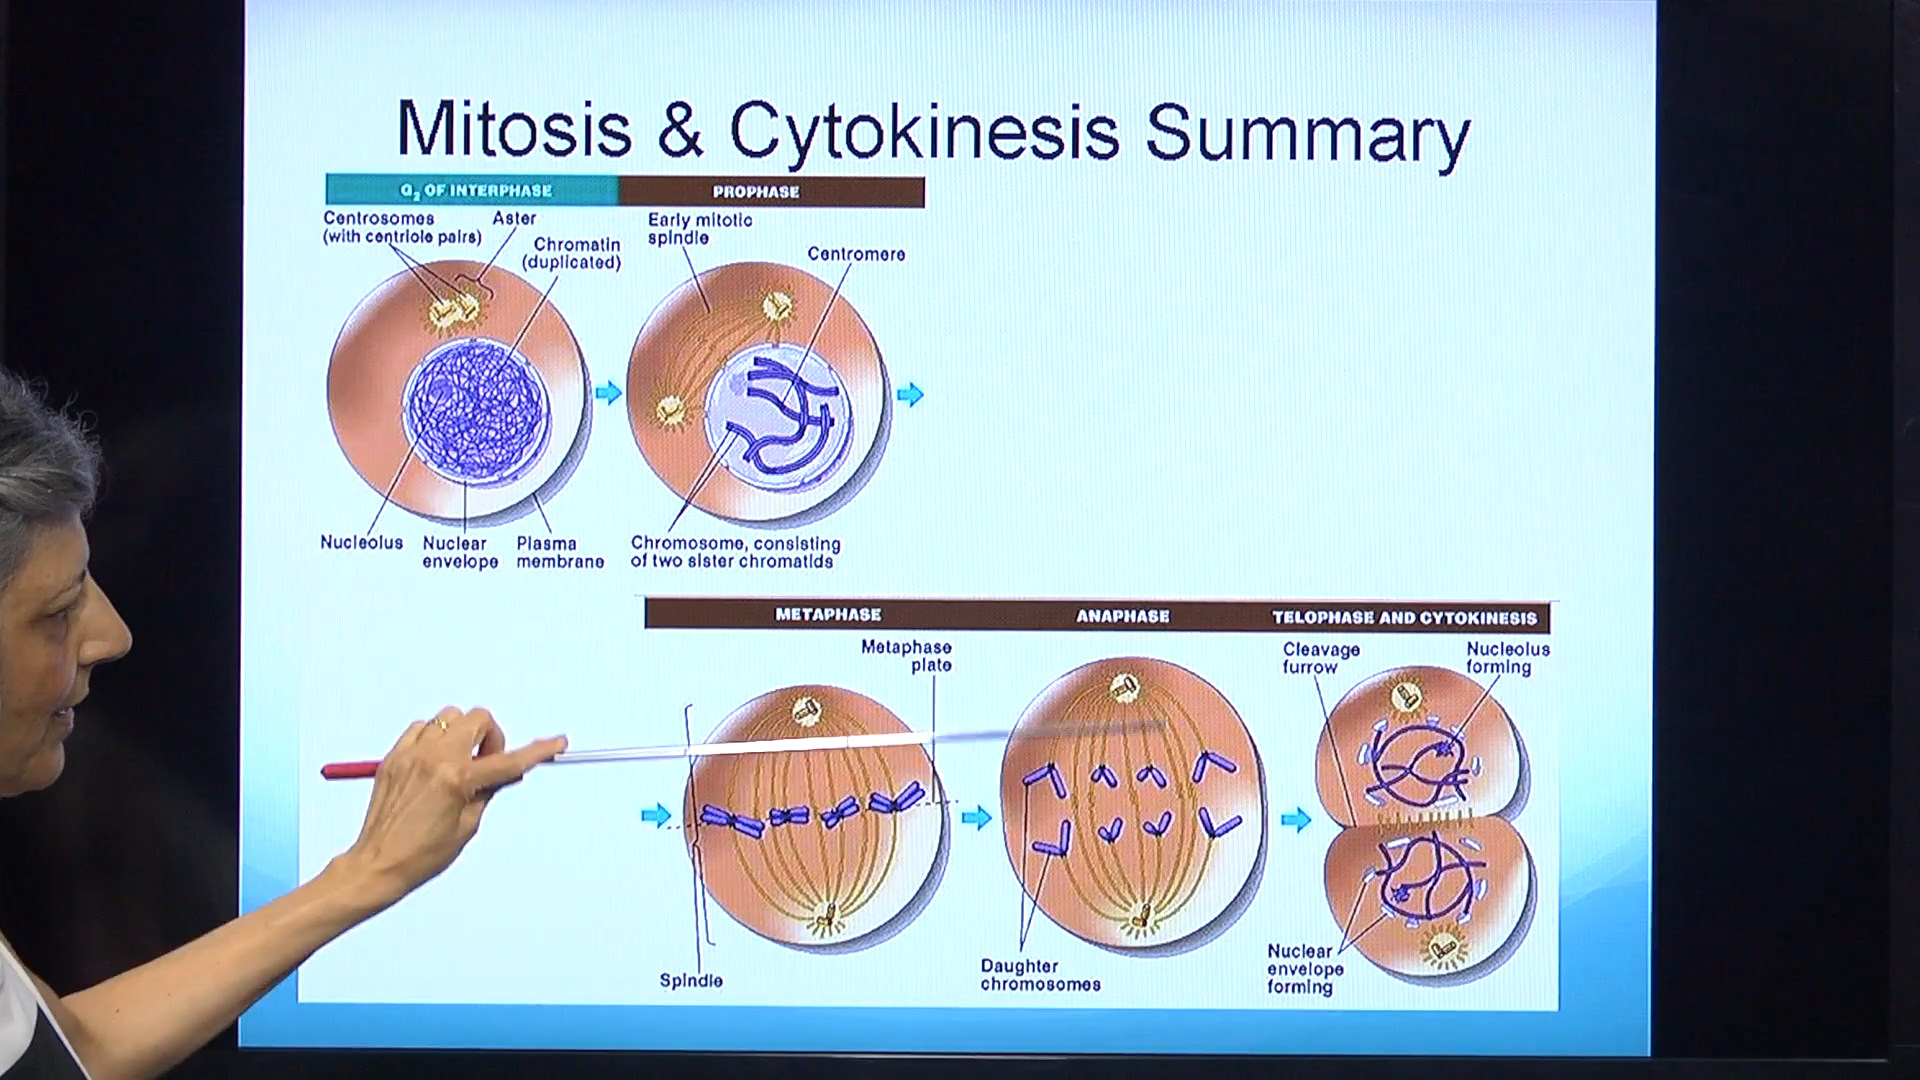 Mitosis & Cytokinesis Summary
G₂ OF INTERPHASE
PROPHASE
Centrosomes
(with centriole pairs)
Aster
Chromatin
(duplicated)
Early mitotic
spindle
Centromere
Nucleolus
Nuclear
envelope
Plasma
membrane
Chromosome, consisting
of two sister chromatids
METAPHASE
ANAPHASE
TELOPHASE AND CYTOKINESIS
Metaphase
plate
Cleavage
furrow
Nucleolus
forming
Spindle
Daughter
chromosomes
Nuclear
envelope
forming